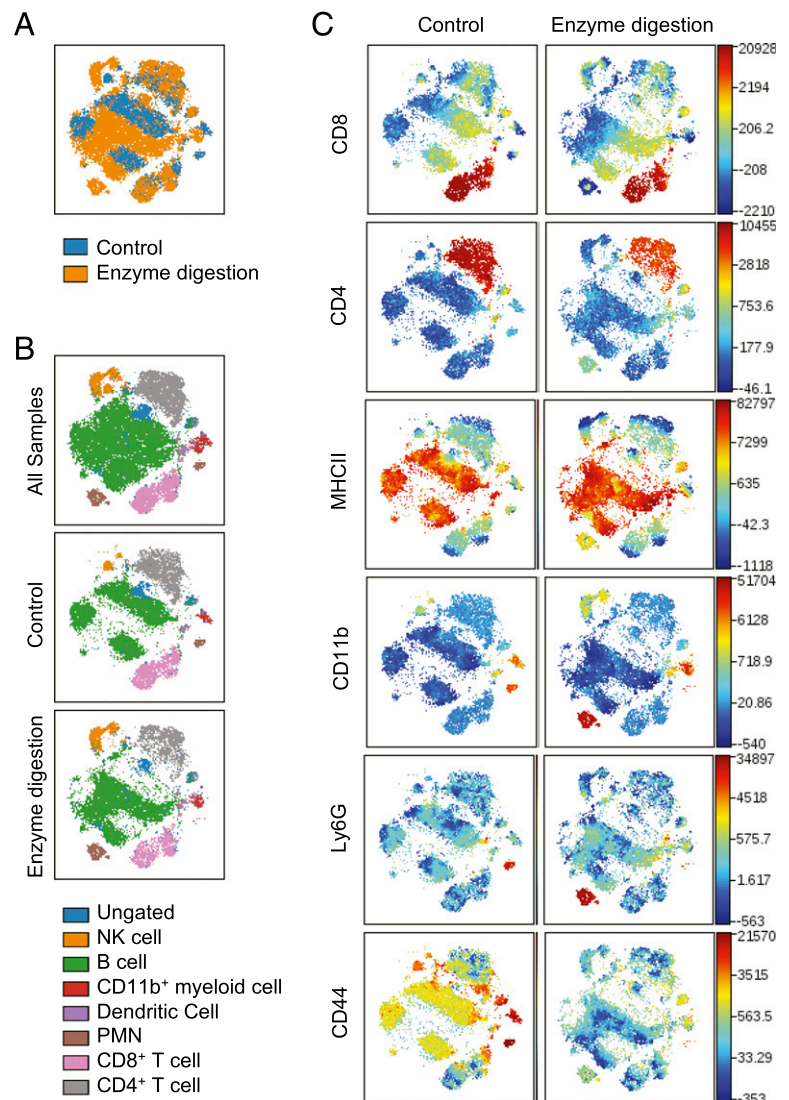 A
Control
Enzyme digestion
B
All Samples
Control
Enzyme digestion
Ungated
NK cell
B cell
CD11b⁺ myeloid cell
Dendritic Cell
PMN
CD8⁺ T cell
CD4⁺ T cell
C
Control
Enzyme digestion
CD8
20928
2194
206.2
-208
-2210
CD4
10455
2818
753.6
177.9
-46.1
MHCII
82797
7299
635
-42.3
-1118
CD11b
51704
6128
718.9
20.86
-540
Ly6G
34897
4518
575.7
1.617
-563
CD44
21570
3515
563.5
33.29
-353